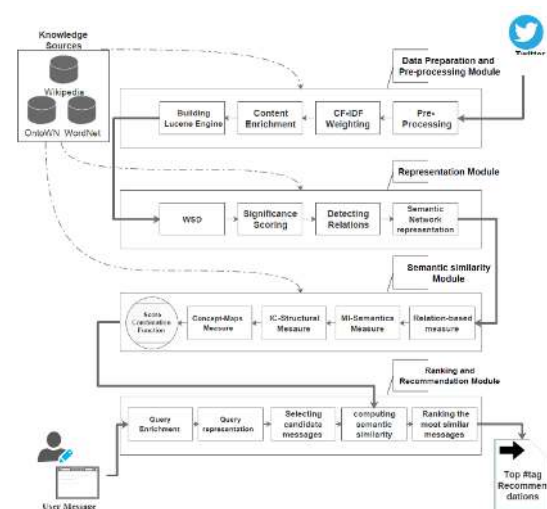 Knowledge
Sources
Wikipedia
OntoWN WordNet
Twitter
Data Preparation and
Pre-processing Module
Building
Lucene Engine
Content
Enrichment
CF-IDF
Weighting
Pre-
Processing
Representation Module
WSD
Significance
Scoring
Detecting
Relations
Semantic
Network
representation
Semantic similarity
Module
Score
Combination
Function
Concept-Maps
Measure
IC-Structural
Measure
MI-Semantics
Measure
Relation-based
measure
Ranking and
Recommendation Module
Query
Enrichment
Query
representation
Selecting
candidate
messages
computing
semantic
similarity
Ranking the
most similar
messages
User Message
Top #tag
Recommen
dations